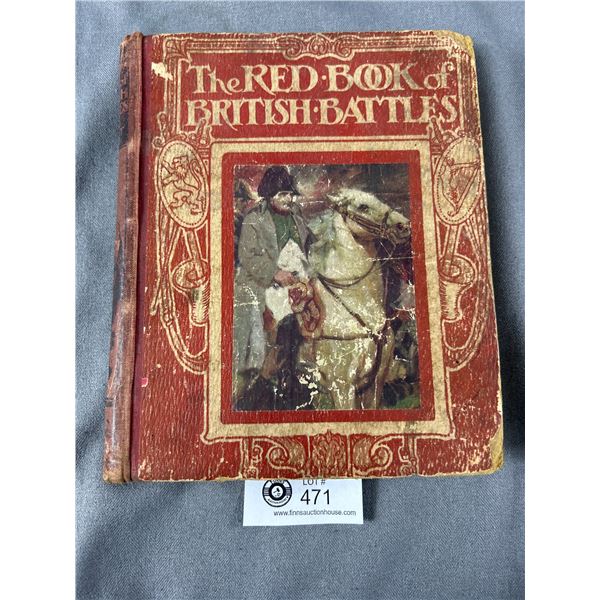 The RED·BOOK of
BRITISH·BATTLES
LOT #
471
www.finnsauctionhouse.com